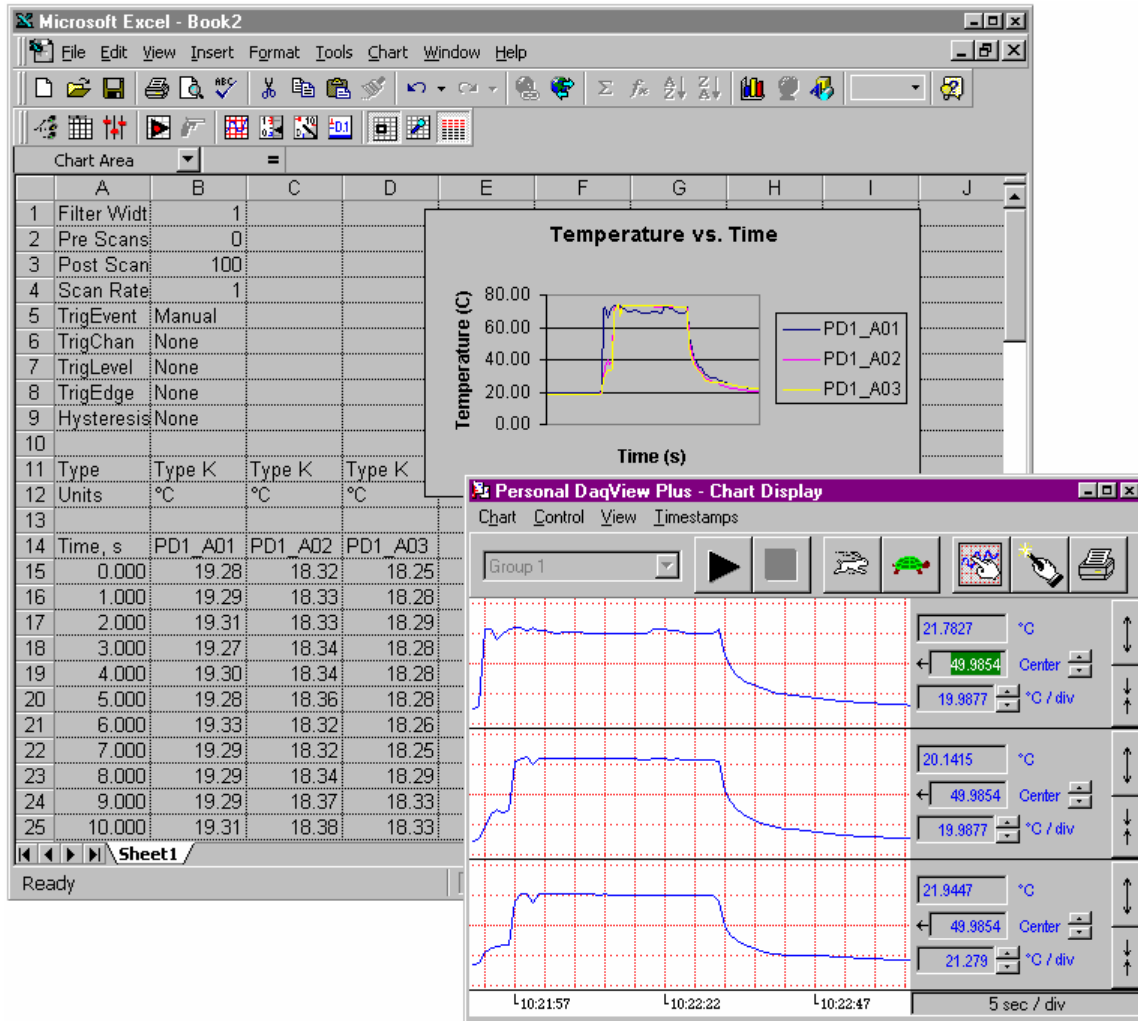 Microsoft Excel - Book2
File Edit View Insert Format Tools Chart Window Help
Chart Area =
A B C D E F G H I J
1 Filter Widt 1
2 Pre Scans 0
3 Post Scan 100
4 Scan Rate 1
5 TrigEvent Manual
6 TrigChan None
7 TrigLevel None
8 TrigEdge None
9 Hysteresis None
10
11 Type Type K Type K Type K
12 Units °C °C °C
13
14 Time, s PD1_A01 PD1_A02 PD1_A03
15 0.000 19.28 18.32 18.25
16 1.000 19.29 18.33 18.28
17 2.000 19.31 18.33 18.29
18 3.000 19.27 18.34 18.28
19 4.000 19.30 18.34 18.28
20 5.000 19.28 18.36 18.28
21 6.000 19.33 18.32 18.26
22 7.000 19.29 18.32 18.25
23 8.000 19.29 18.34 18.29
24 9.000 19.29 18.37 18.33
25 10.000 19.31 18.38 18.33
Sheet1
Ready
Temperature vs. Time
Temperature (C)
80.00
60.00
40.00
20.00
0.00
Time (s)
PD1_A01
PD1_A02
PD1_A03
Personal DaqView Plus - Chart Display
Chart Control View Timestamps
Group 1
21.7827 °C
49.9854 Center
19.9877 °C / div
20.1415 °C
49.9854 Center
19.9877 °C / div
21.9447 °C
49.9854 Center
21.279 °C / div
10:21:57 10:22:22 10:22:47 5 sec / div